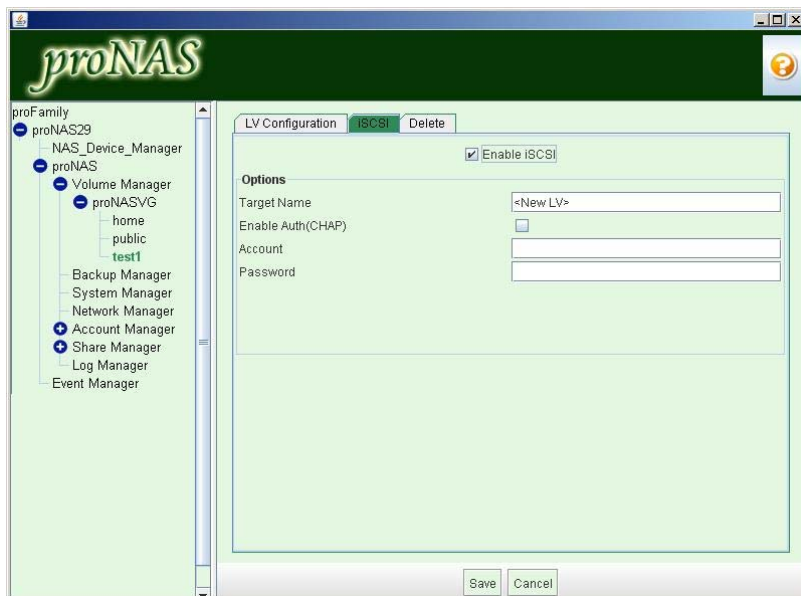 proNAS
proFamily
proNAS29
NAS_Device_Manager
proNAS
Volume Manager
proNASVG
home
public
test1
Backup Manager
System Manager
Network Manager
Account Manager
Share Manager
Log Manager
Event Manager
LV Configuration iSCSI Delete
Enable iSCSI
Options
Target Name <New LV>
Enable Auth(CHAP)
Account
Password
Save Cancel